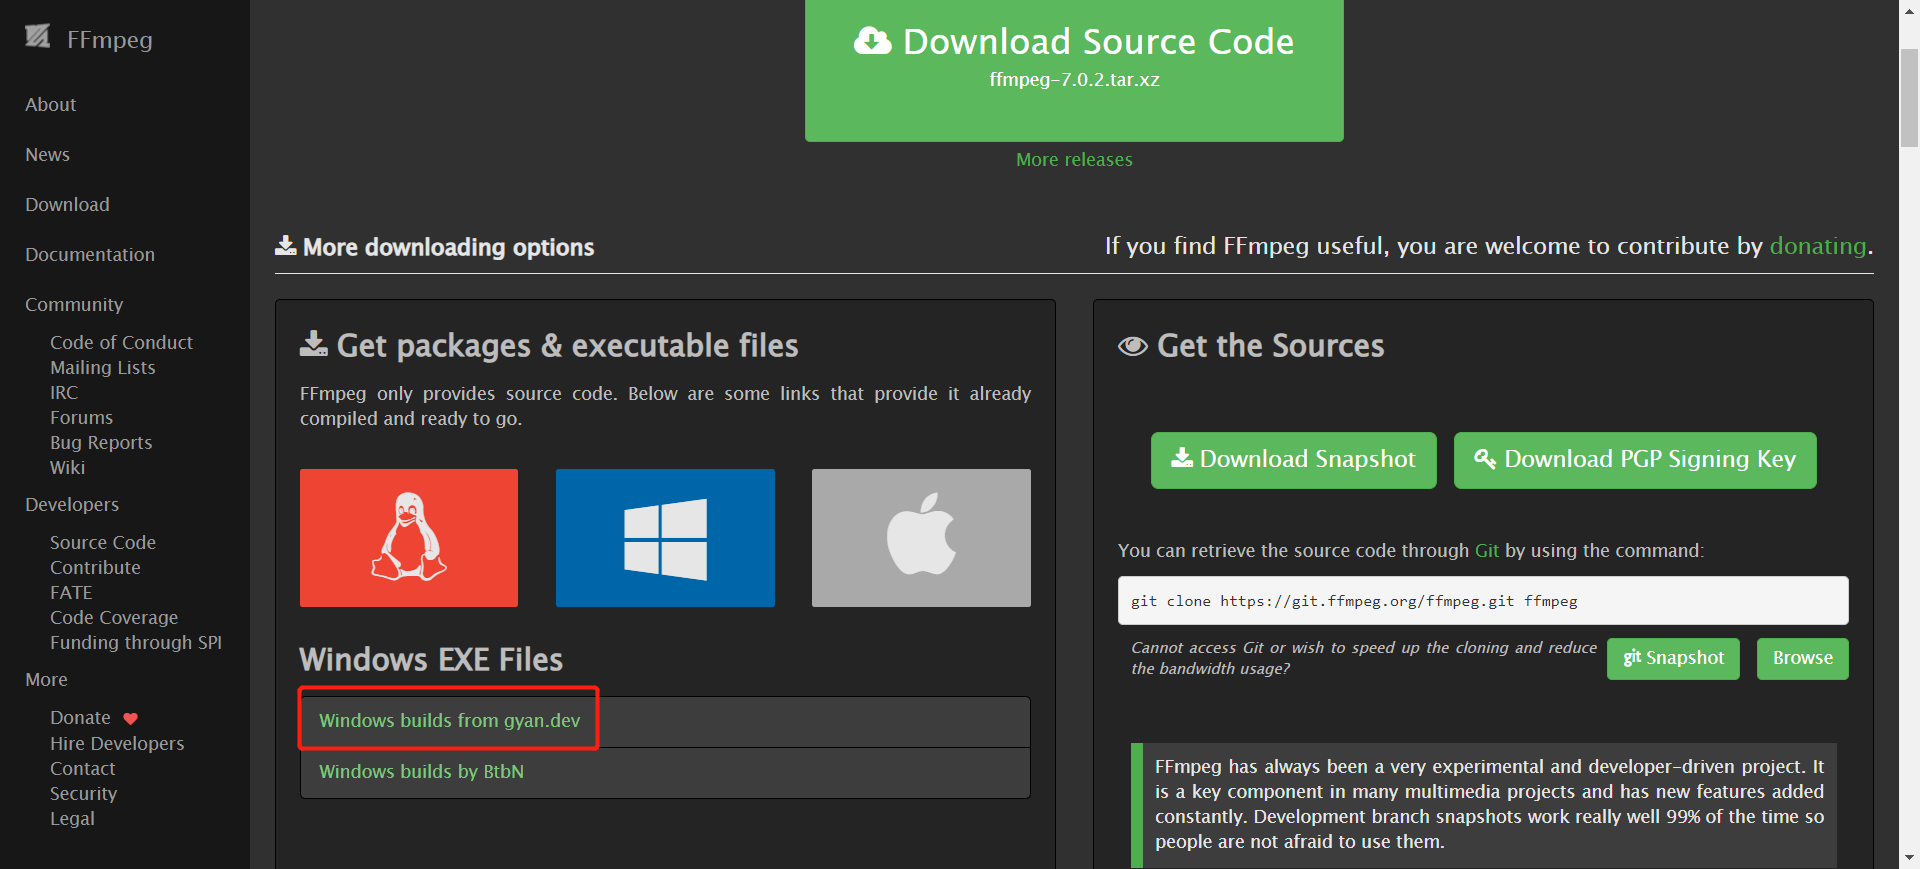 FFmpeg
About
News
Download
Documentation
Community
Code of Conduct
Mailing Lists
IRC
Forums
Bug Reports
Wiki
Developers
Source Code
Contribute
FATE
Code Coverage
Funding through SPI
More
Donate
Hire Developers
Contact
Security
Legal
Download Source Code
ffmpeg-7.0.2.tar.xz
More releases
More downloading options
If you find FFmpeg useful, you are welcome to contribute by donating.
Get packages & executable files
FFmpeg only provides source code. Below are some links that provide it already
compiled and ready to go.
Windows EXE Files
Windows builds from gyan.dev
Windows builds by BtbN
Get the Sources
Download Snapshot
Download PGP Signing Key
You can retrieve the source code through Git by using the command:
git clone https://git.ffmpeg.org/ffmpeg.git ffmpeg
Cannot access Git or wish to speed up the cloning and reduce
the bandwidth usage?
git Snapshot
Browse
FFmpeg has always been a very experimental and developer-driven project. It
is a key component in many multimedia projects and has new features added
constantly. Development branch snapshots work really well 99% of the time so
people are not afraid to use them.